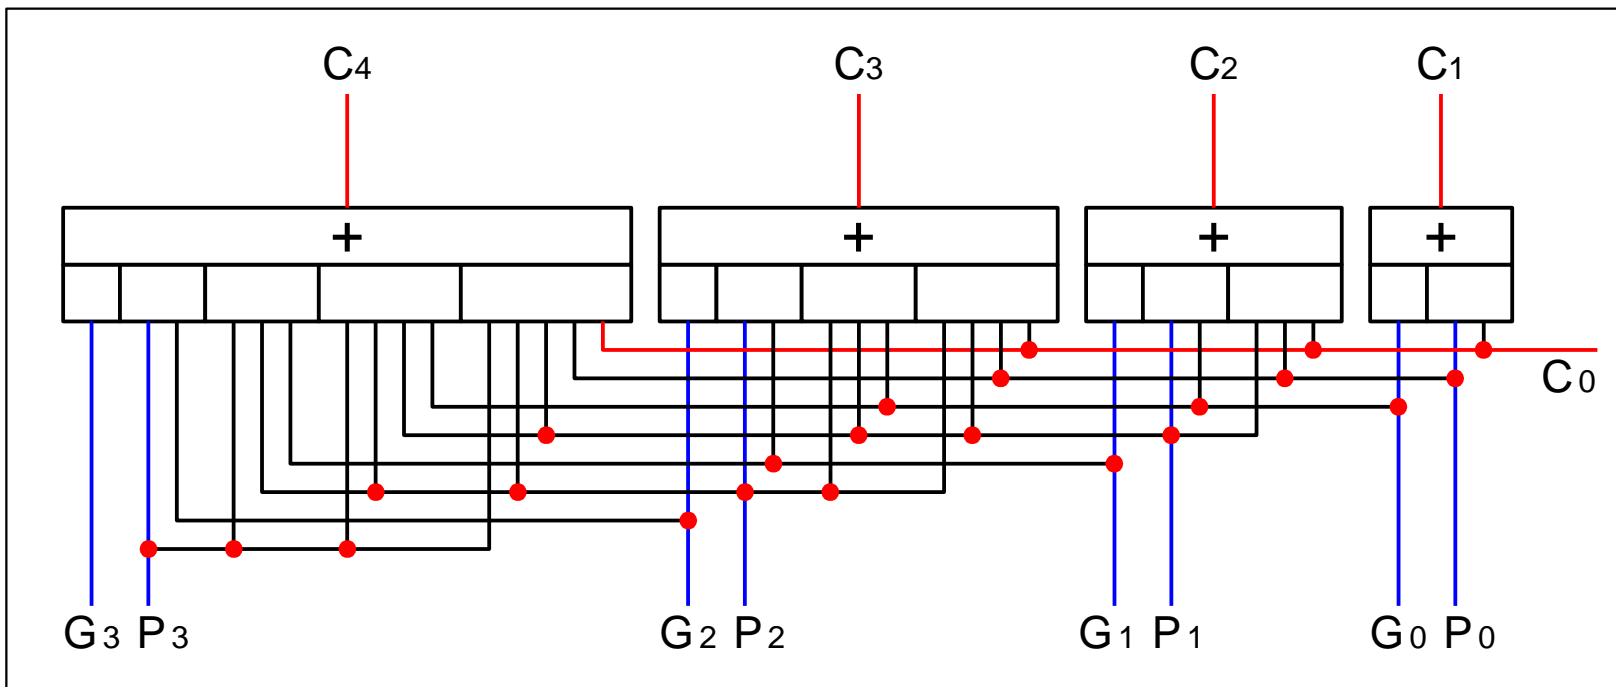 C4 C3 C2 C1
+ + + +
C0
G3 P3 G2 P2 G1 P1 G0 P0